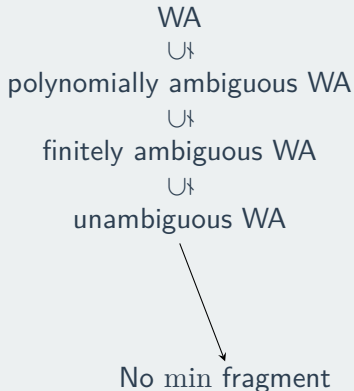 WA
∪∤
polynomially ambiguous WA
∪∤
finitely ambiguous WA
∪∤
unambiguous WA
No min fragment